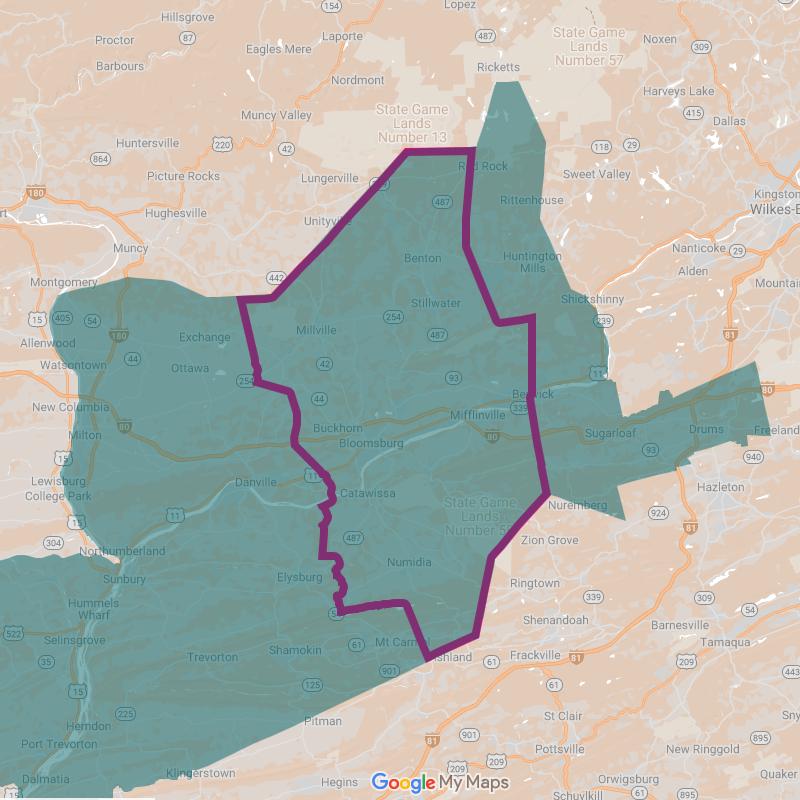 Lopez
Hillsgrove
154
Laporte
Proctor
87
487
State Game
Lands
Number 57
Noxen
309
Eagles Mere
Barbours
Ricketts
Nordmont
Harveys Lake
State Game
Lands
Number 13
Muncy Valley
415
Dallas
Huntersville
220
42
118
29
864
Lungerville
Red Rock
Sweet Valley
Picture Rocks
180
487
Rittenhouse
Kingston
Hughesville
Unityville
Wilkes-B
Muncy
Benton
Huntington
Mills
Nanticoke
29
Alden
Montgomery
442
Mountain
Stillwater
Shickshinny
15
405
54
254
239
Allenwood
180
Exchange
Millville
487
81
44
Watsontown
Ottawa
42
11
254
93
80
New Columbia
44
Berwick
339
Milton
80
Buckhorn
Mifflinville
80
Sugarloaf
Drums
Freeland
Bloomsburg
93
15
940
Lewisburg
Danville
11
Catawissa
Hazleton
College Park
State Game
Lands
Number 58
Nuremberg
11
924
15
81
304
487
Zion Grove
Northumberland
Numidia
Sunbury
Elysburg
Ringtown
Hummels
Wharf
339
309
54
54
522
Shenandoah
Barnesville
Selinsgrove
Mt Carmel
61
Tamaqua
Trevorton
Shamokin
Ashland
61
Frackville
81
209
35
901
443
15
125
61
225
St Clair
309
Herndon
Pitman
901
Any
Port Trevorton
81
Pottsville
New Ringgold
Klingerstown
209
Dalmatia
Hegins
Google My Maps
209
Orwigsburg
Quaker
61
Schuylkill
895